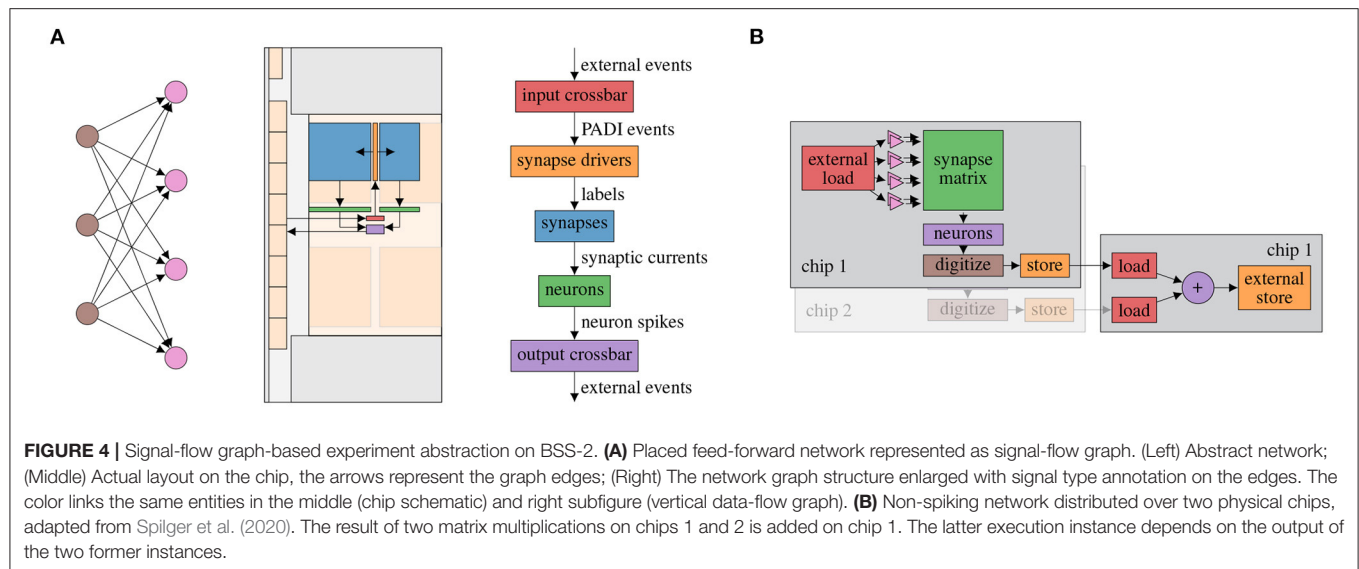 A
external events
input crossbar
PADI events
synapse drivers
labels
synapses
synaptic currents
neurons
neuron spikes
output crossbar
external events
B
external
load
synapse
matrix
neurons
chip 1
digitize
store
chip 2
digitize
store
chip 1
load
load
+
external
store
FIGURE 4 | Signal-flow graph-based experiment abstraction on BSS-2. (A) Placed feed-forward network represented as signal-flow graph. (Left) Abstract network;
(Middle) Actual layout on the chip, the arrows represent the graph edges; (Right) The network graph structure enlarged with signal type annotation on the edges. The
color links the same entities in the middle (chip schematic) and right subfigure (vertical data-flow graph). (B) Non-spiking network distributed over two physical chips,
adapted from Spilger et al. (2020). The result of two matrix multiplications on chips 1 and 2 is added on chip 1. The latter execution instance depends on the output of
the two former instances.